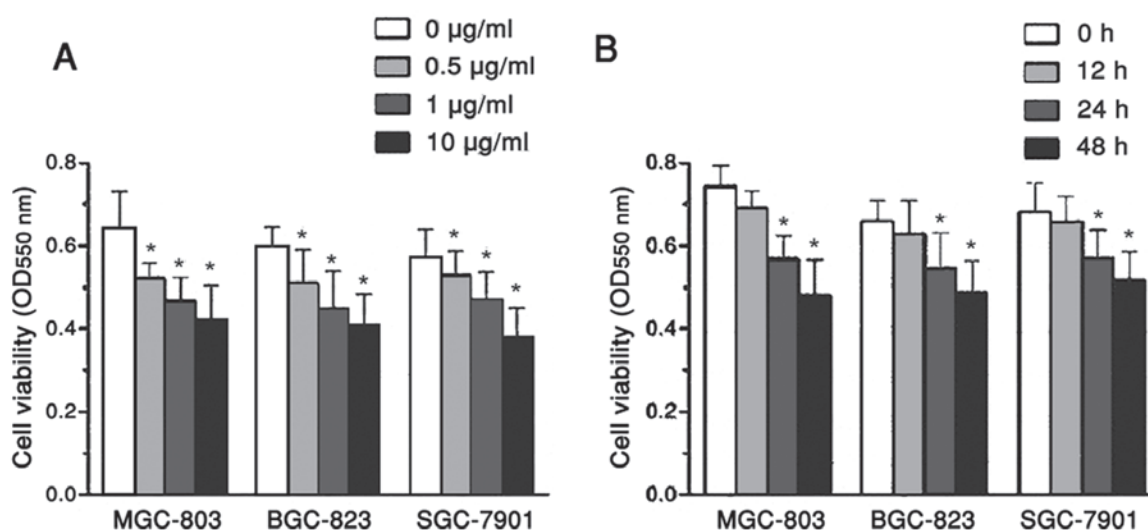 A
0 µg/ml
0.5 µg/ml
1 µg/ml
10 µg/ml
Cell viability (OD550 nm)
0.8
0.6
0.4
0.2
0.0
* * *
* * *
* * *
MGC-803 BGC-823 SGC-7901
B
0 h
12 h
24 h
48 h
Cell viability (OD550 nm)
0.8
0.6
0.4
0.2
0.0
* *
* *
* *
MGC-803 BGC-823 SGC-7901